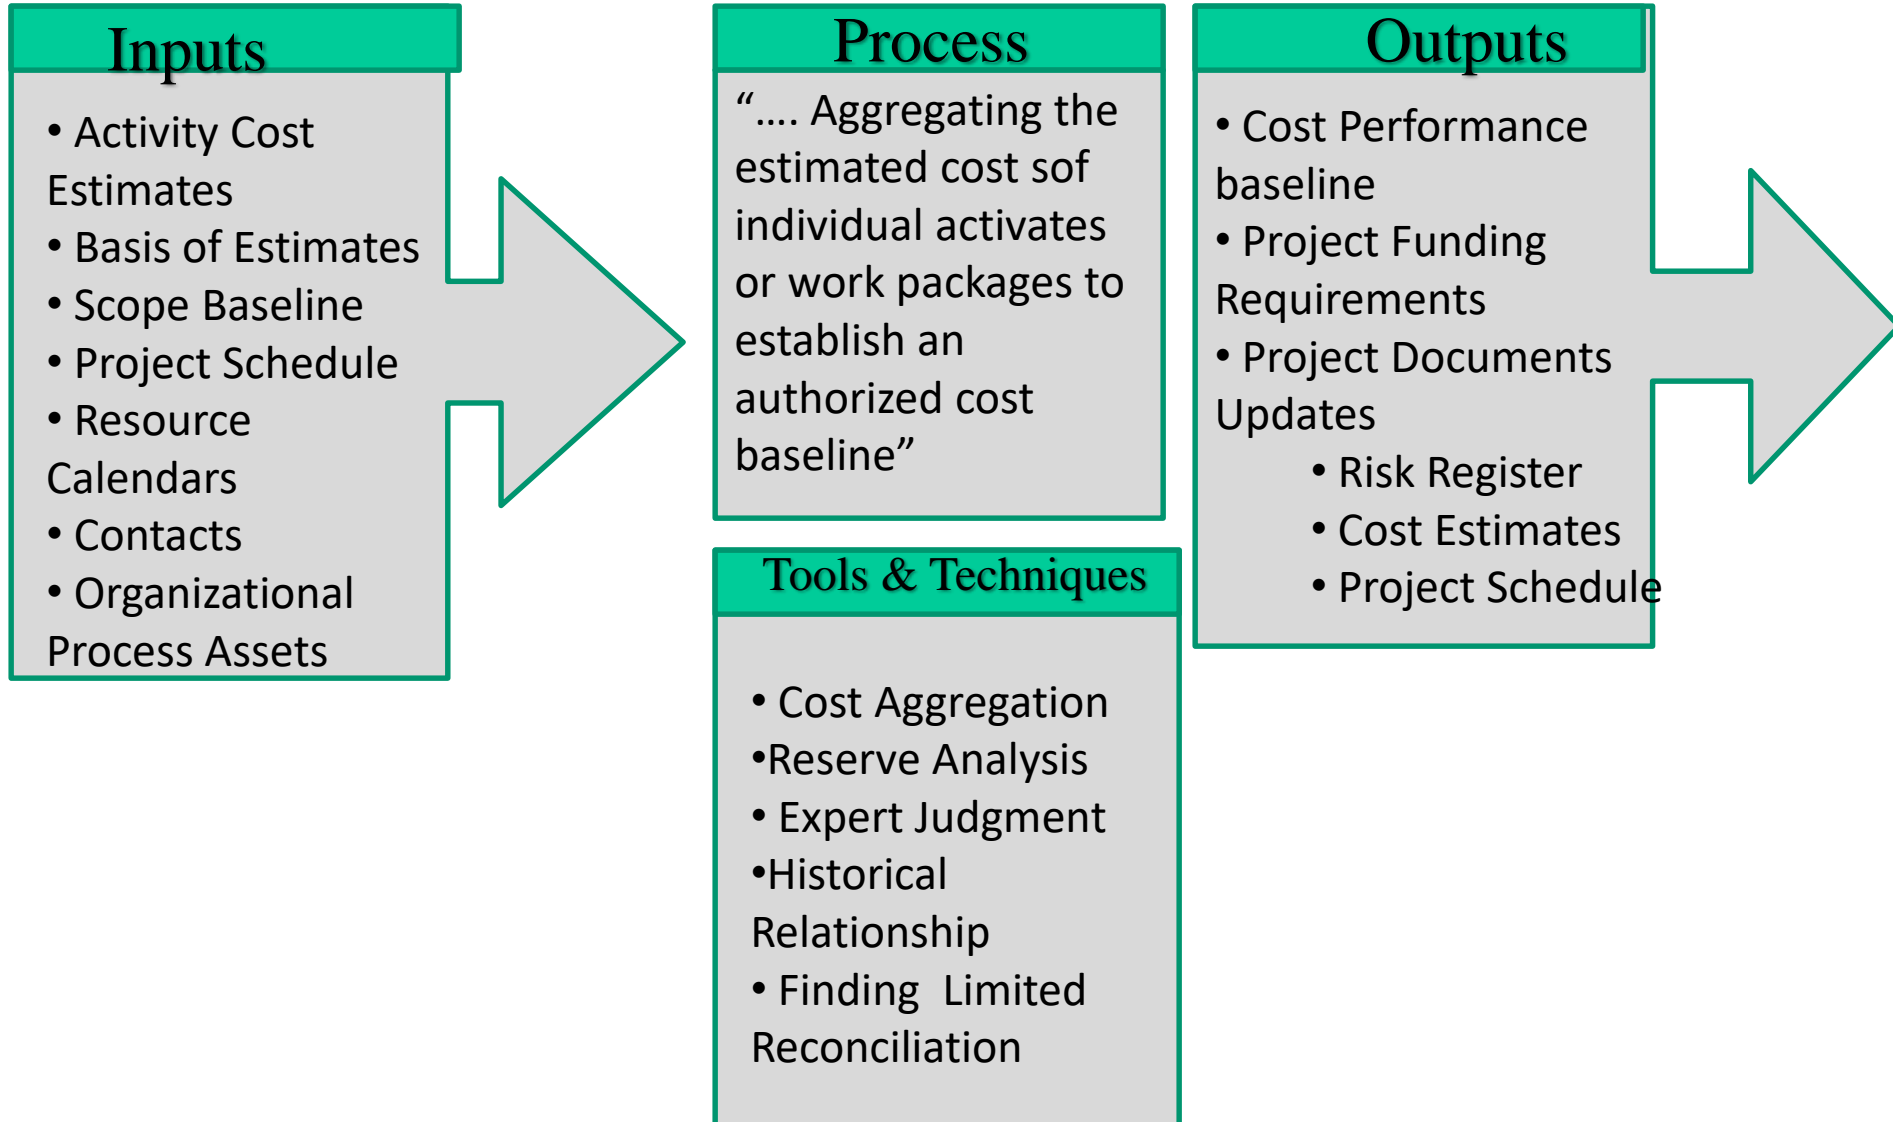 Inputs
• Activity Cost
Estimates
• Basis of Estimates
• Scope Baseline
• Project Schedule
• Resource
Calendars
• Contacts
• Organizational
Process Assets
Process
“.... Aggregating the
estimated cost sof
individual activates
or work packages to
establish an
authorized cost
baseline”
Tools & Techniques
• Cost Aggregation
•Reserve Analysis
• Expert Judgment
•Historical
Relationship
• Finding  Limited
Reconciliation
Outputs
• Cost Performance
baseline
• Project Funding
Requirements
• Project Documents
Updates
• Risk Register
• Cost Estimates
• Project Schedule